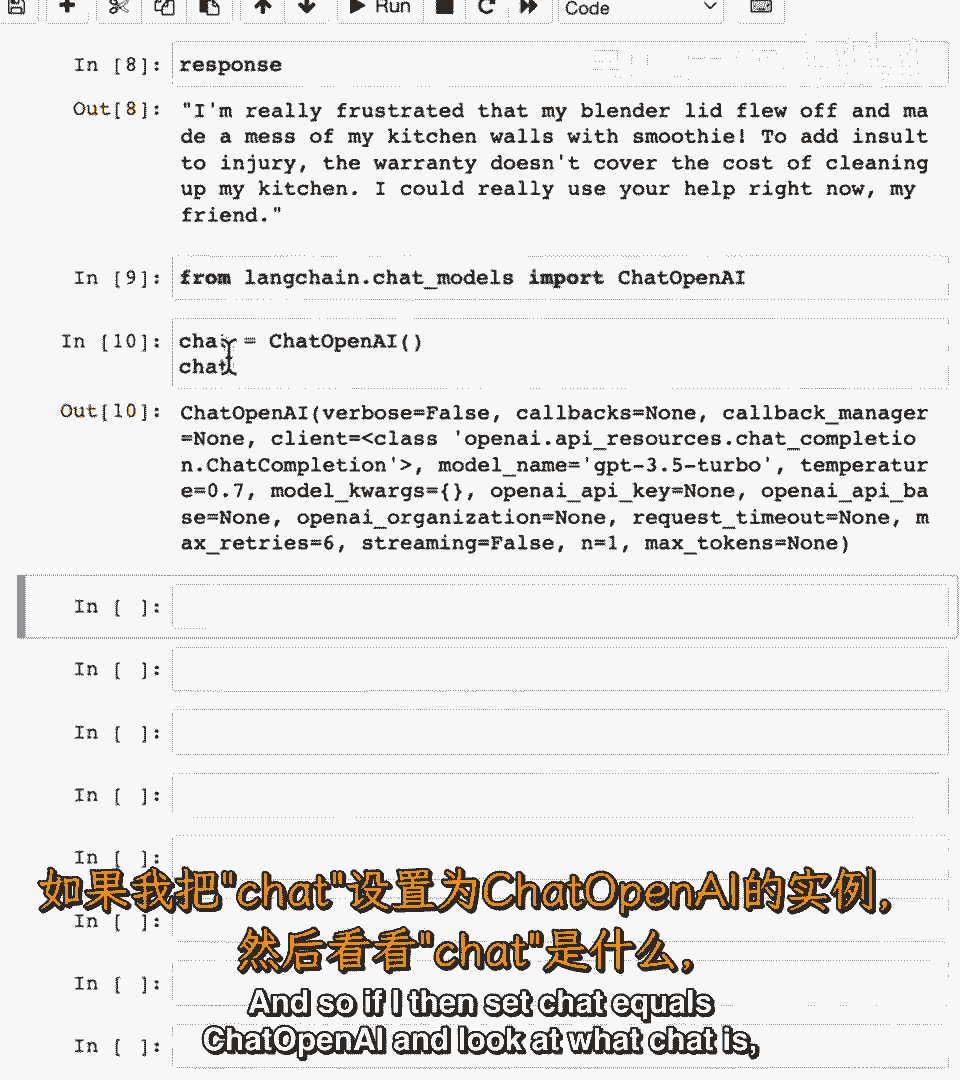 Run
Code
In [8]: response
Out[8]: "I'm really frustrated that my blender lid flew off and ma
de a mess of my kitchen walls with smoothie! To add insult
to injury, the warranty doesn't cover the cost of cleaning
up my kitchen. I could really use your help right now, my
friend."
In [9]: from langchain.chat_models import ChatOpenAI
In [10]: chat = ChatOpenAI()
chat
Out[10]: ChatOpenAI(verbose=False, callbacks=None, callback_manager
=None, client=<class 'openai.api_resources.chat_completio
n.ChatCompletion'>, model_name='gpt-3.5-turbo', temperatur
e=0.7, model_kwargs={}, openai_api_key=None, openai_api_ba
se=None, openai_organization=None, request_timeout=None, m
ax_retries=6, streaming=False, n=1, max_tokens=None)
In [ ]:
In [ ]:
In [ ]:
In [ ]:
In [ ]:
如果我把"chat"设置为ChatOpenAI的实例，
In [ ]:
然后看看"chat"是什么，
In [ ]:
And so if I then set chat equals
ChatOpenAI and look at what chat is,
In [ ]: